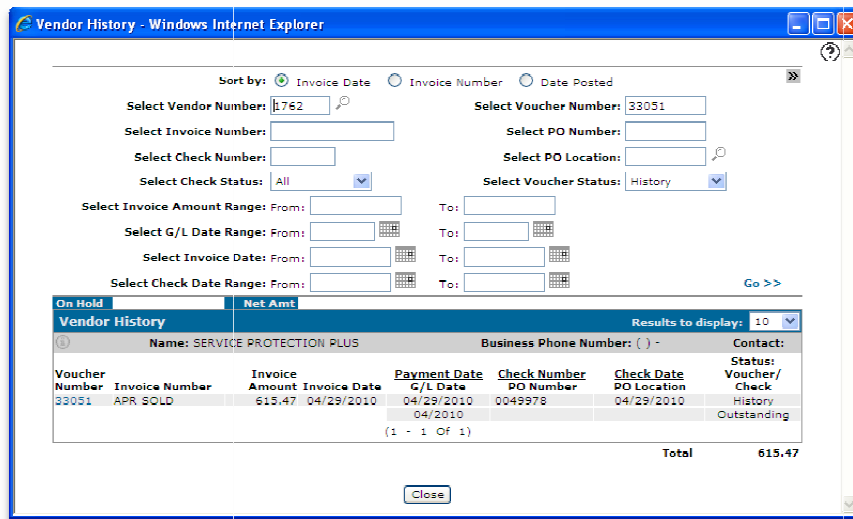 Vendor History - Windows Internet Explorer
Sort by: Invoice Date Invoice Number Date Posted
Select Vendor Number: 1762 Select Voucher Number: 33051
Select Invoice Number: Select PO Number:
Select Check Number: Select PO Location:
Select Check Status: All Select Voucher Status: History
Select Invoice Amount Range: From: To:
Select G/L Date Range: From: To:
Select Invoice Date: From: To:
Select Check Date Range: From: To: Go >>
On Hold Net Amt
Vendor History Results to display: 10
Name: SERVICE PROTECTION PLUS Business Phone Number: ( ) - Contact:
Status:
Voucher Invoice Payment Date Check Number Check Date Voucher/
Number Invoice Number Amount Invoice Date G/L Date PO Number PO Location Check
33051 APR SOLD 615.47 04/29/2010 04/29/2010 0049978 04/29/2010 History
04/2010 Outstanding
(1 - 1 Of 1)
Total 615.47
Close